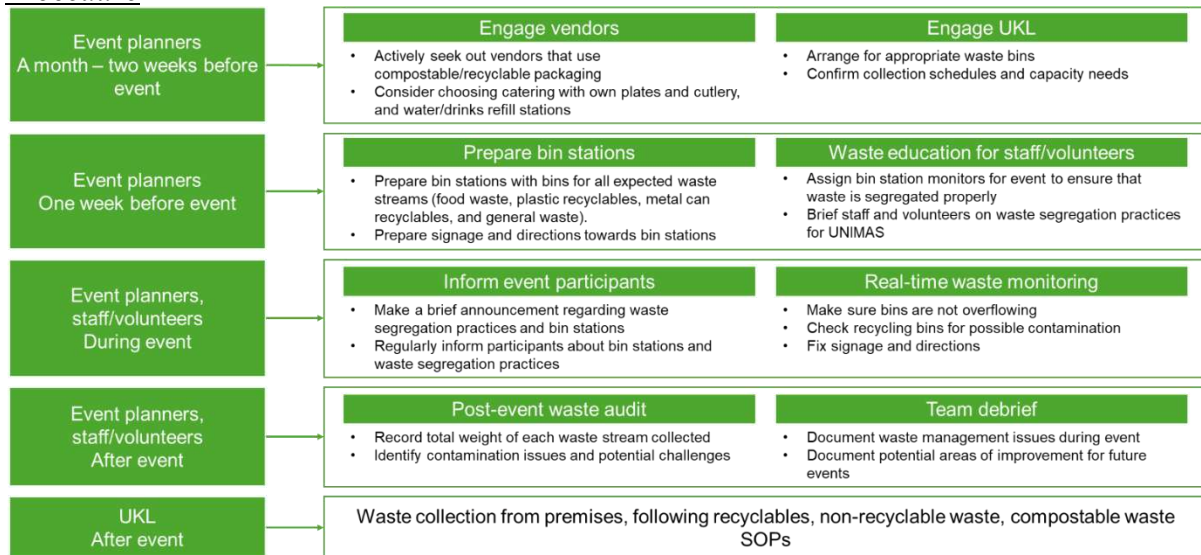 Event planners
A month – two weeks before
event
Engage vendors
• Actively seek out vendors that use
compostable/recyclable packaging
• Consider choosing catering with own plates and cutlery,
and water/drinks refill stations
Engage UKL
• Arrange for appropriate waste bins
• Confirm collection schedules and capacity needs
Event planners
One week before event
Prepare bin stations
• Prepare bin stations with bins for all expected waste
streams (food waste, plastic recyclables, metal can
recyclables, and general waste).
• Prepare signage and directions towards bin stations
Waste education for staff/volunteers
• Assign bin station monitors for event to ensure that
waste is segregated properly
• Brief staff and volunteers on waste segregation practices
for UNIMAS
Event planners,
staff/volunteers
During event
Inform event participants
• Make a brief announcement regarding waste
segregation practices and bin stations
• Regularly inform participants about bin stations and
waste segregation practices
Real-time waste monitoring
• Make sure bins are not overflowing
• Check recycling bins for possible contamination
• Fix signage and directions
Event planners,
staff/volunteers
After event
Post-event waste audit
• Record total weight of each waste stream collected
• Identify contamination issues and potential challenges
Team debrief
• Document waste management issues during event
• Document potential areas of improvement for future
events
UKL
After event
Waste collection from premises, following recyclables, non-recyclable waste, compostable waste
SOPs